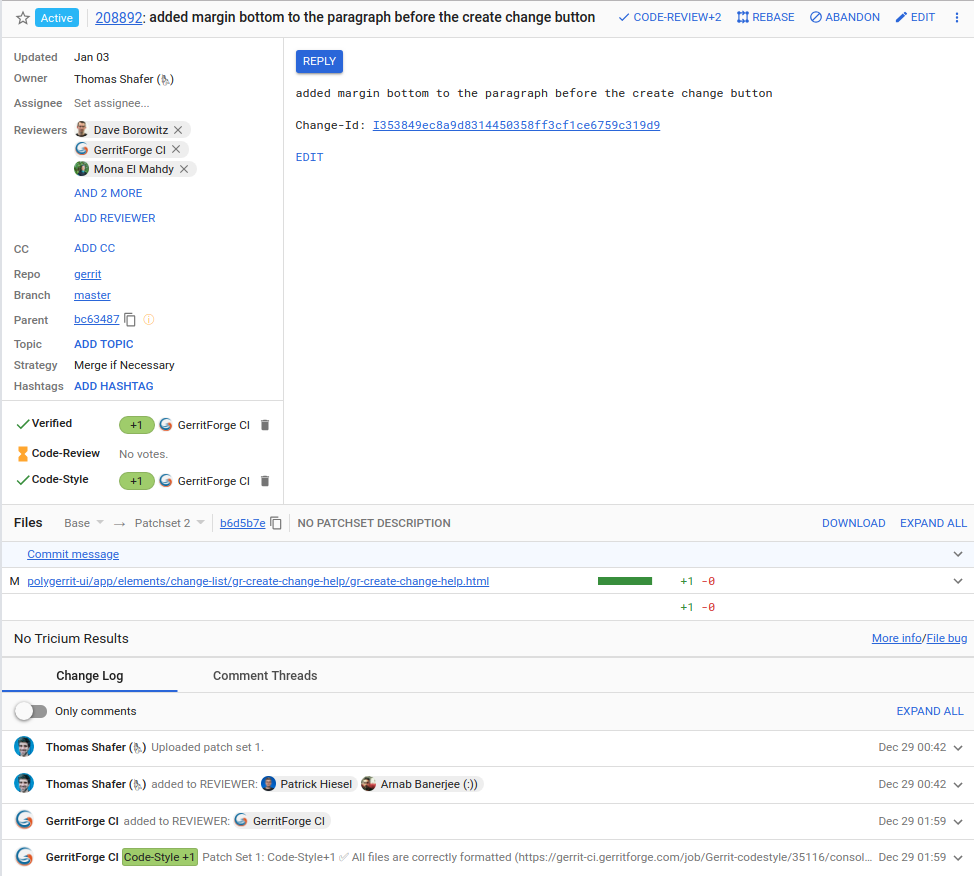 Active 208892: added margin bottom to the paragraph before the create change button CODE-REVIEW+2 REBASE ABANDON EDIT
Updated Jan 03
Owner Thomas Shafer (🐿)
Assignee Set assignee...
Reviewers Dave Borowitz
GerritForge CI
Mona El Mahdy
AND 2 MORE
ADD REVIEWER
CC ADD CC
Repo gerrit
Branch master
Parent bc63487
Topic ADD TOPIC
Strategy Merge if Necessary
Hashtags ADD HASHTAG
Verified +1 GerritForge CI
Code-Review No votes.
Code-Style +1 GerritForge CI
REPLY
added margin bottom to the paragraph before the create change button
Change-Id: I353849ec8a9d8314450358ff3cf1ce6759c319d9
EDIT
Files Base → Patchset 2 b6d5b7e NO PATCHSET DESCRIPTION DOWNLOAD EXPAND ALL
Commit message
M polygerrit-ui/app/elements/change-list/gr-create-change-help/gr-create-change-help.html +1 -0
+1 -0
No Tricium Results More info/File bug
Change Log Comment Threads
Only comments EXPAND ALL
Thomas Shafer (🐿) Uploaded patch set 1. Dec 29 00:42
Thomas Shafer (🐿) added to REVIEWER: Patrick Hiesel Arnab Banerjee (:)) Dec 29 00:42
GerritForge CI added to REVIEWER: GerritForge CI Dec 29 01:59
GerritForge CI Code-Style +1 Patch Set 1: Code-Style+1 ✅ All files are correctly formatted (https://gerrit-ci.gerritforge.com/job/Gerrit-codestyle/35116/consol... Dec 29 01:59